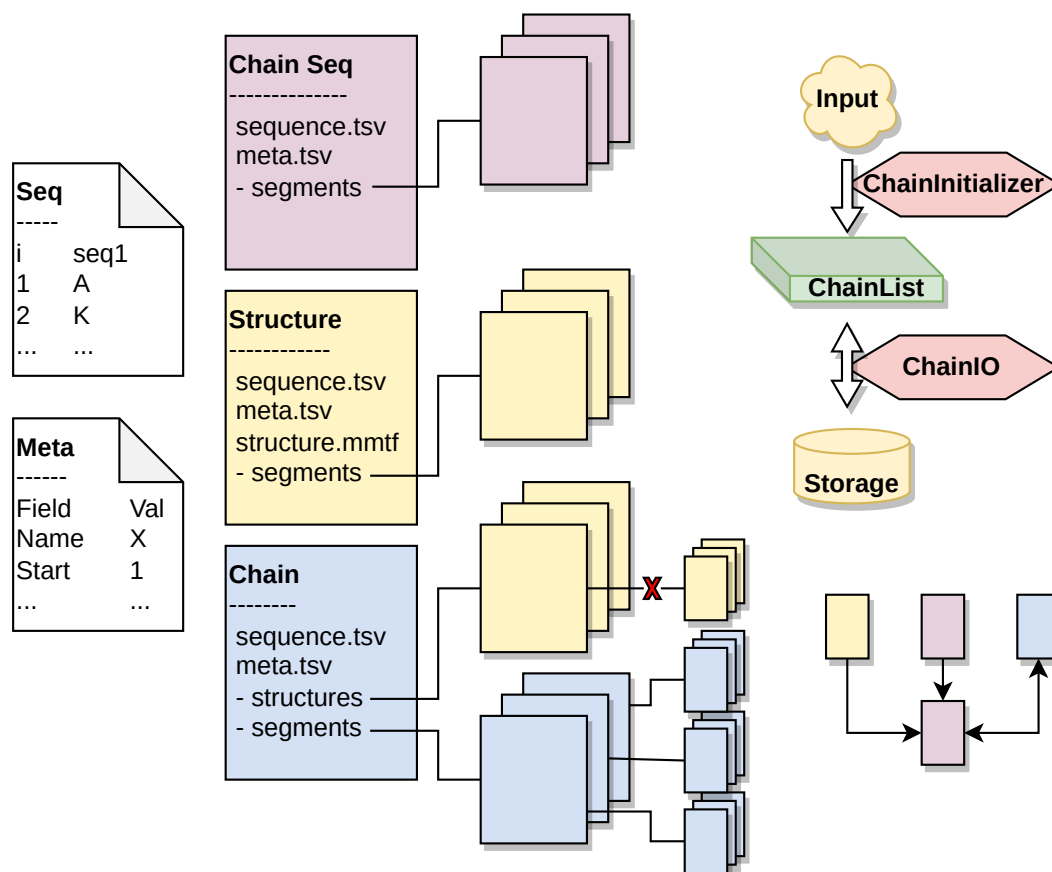 Seq
-----
i seq1
1 A
2 K
... ...
Meta
------
Field Val
Name X
Start 1
... ...
Chain Seq
--------------
sequence.tsv
meta.tsv
- segments
Structure
------------
sequence.tsv
meta.tsv
structure.mmtf
- segments
Chain
--------
sequence.tsv
meta.tsv
- structures
- segments
X
Input
ChainInitializer
ChainList
ChainIO
Storage